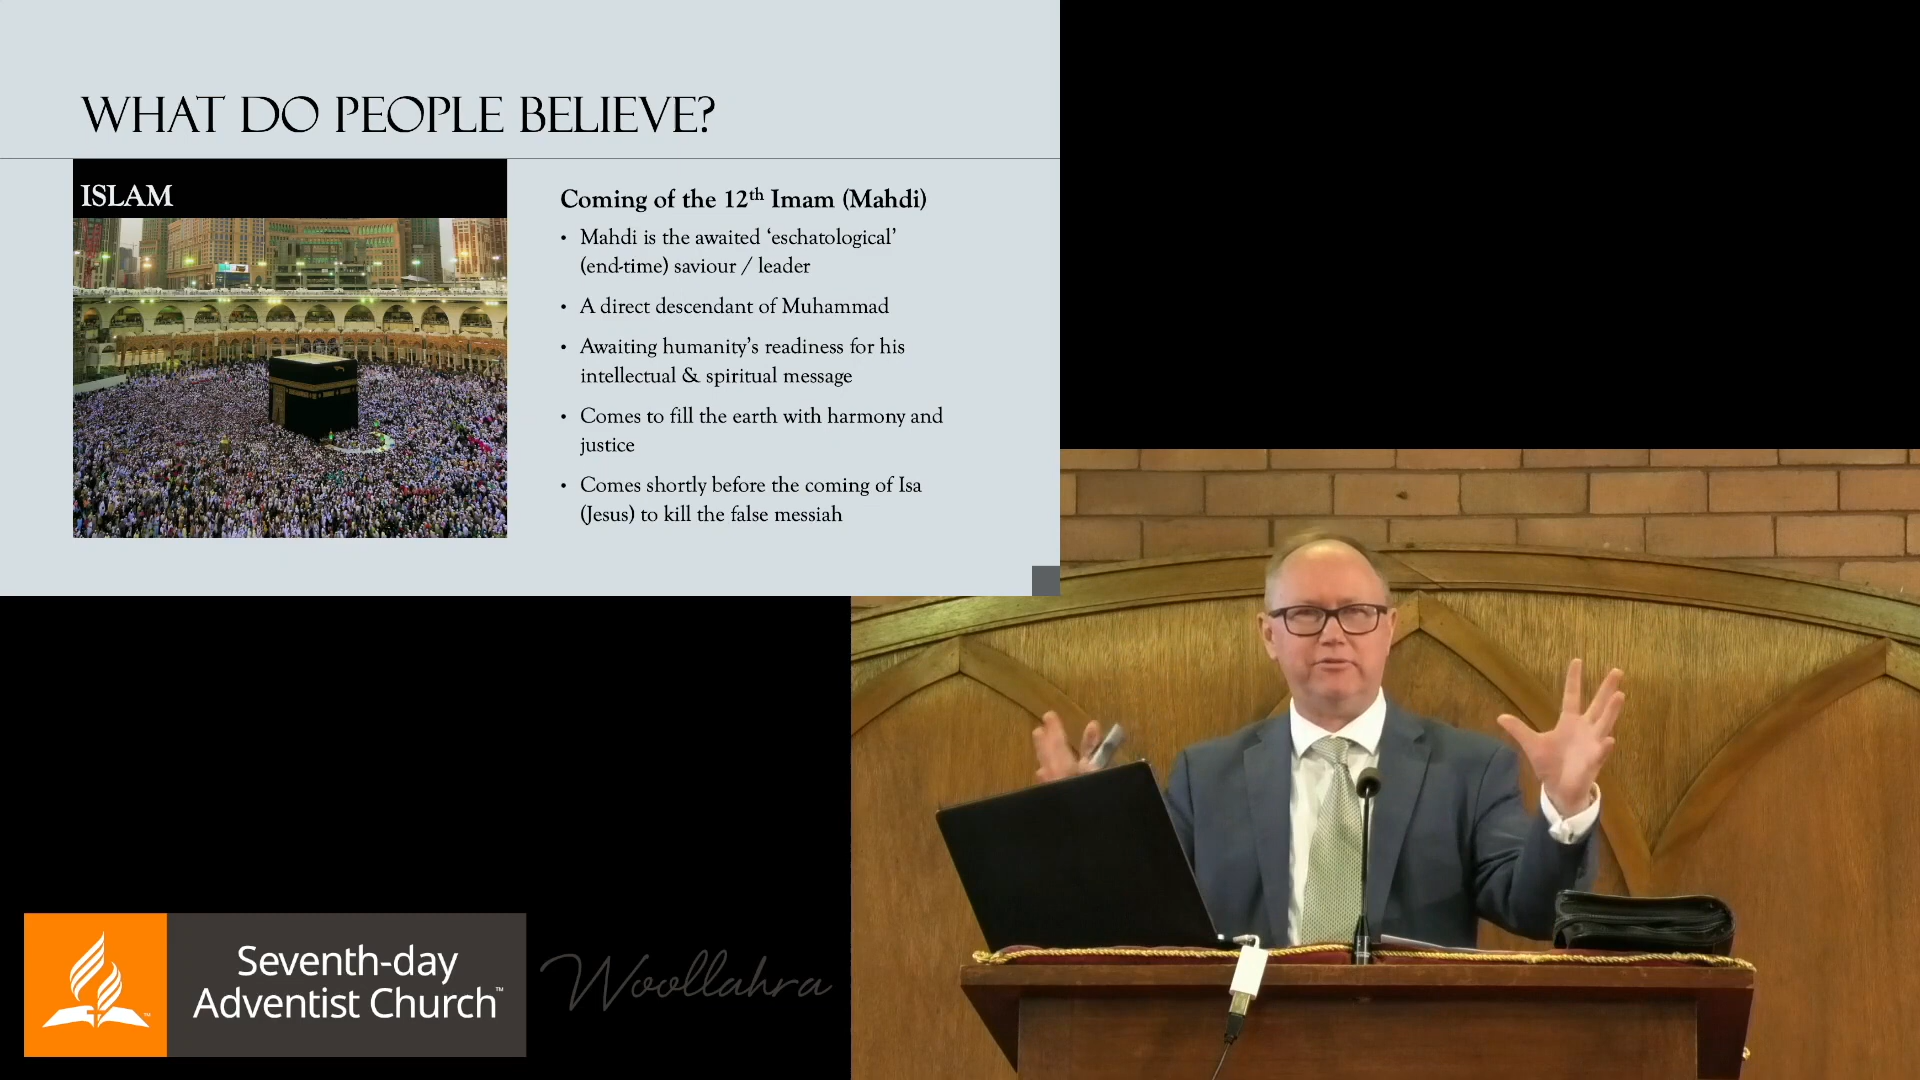 WHAT DO PEOPLE BELIEVE?
ISLAM
Coming of the 12th Imam (Mahdi)
• Mahdi is the awaited ‘eschatological’
(end-time) saviour / leader
• A direct descendant of Muhammad
• Awaiting humanity’s readiness for his
intellectual & spiritual message
• Comes to fill the earth with harmony and
justice
• Comes shortly before the coming of Isa
(Jesus) to kill the false messiah
Seventh-day
Adventist Church™
Woollahra